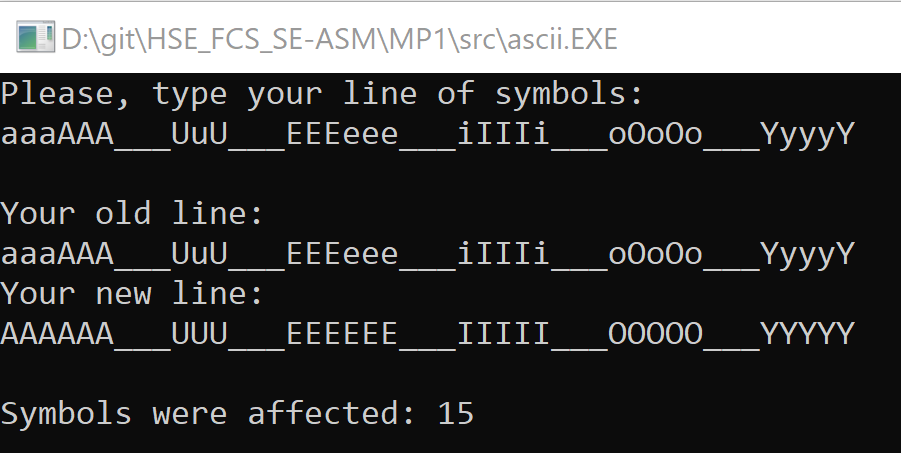 D:\git\HSE_FCS_SE-ASM\MP1\src\ascii.EXE
Please, type your line of symbols:
aaaAAA___UuU___EEEeee___iIIIi___oOoOo___YyyyY
Your old line:
aaaAAA___UuU___EEEeee___iIIIi___oOoOo___YyyyY
Your new line:
AAAAAA___UUU___EEEEEE___IIIII___OOOOO___YYYYY
Symbols were affected: 15